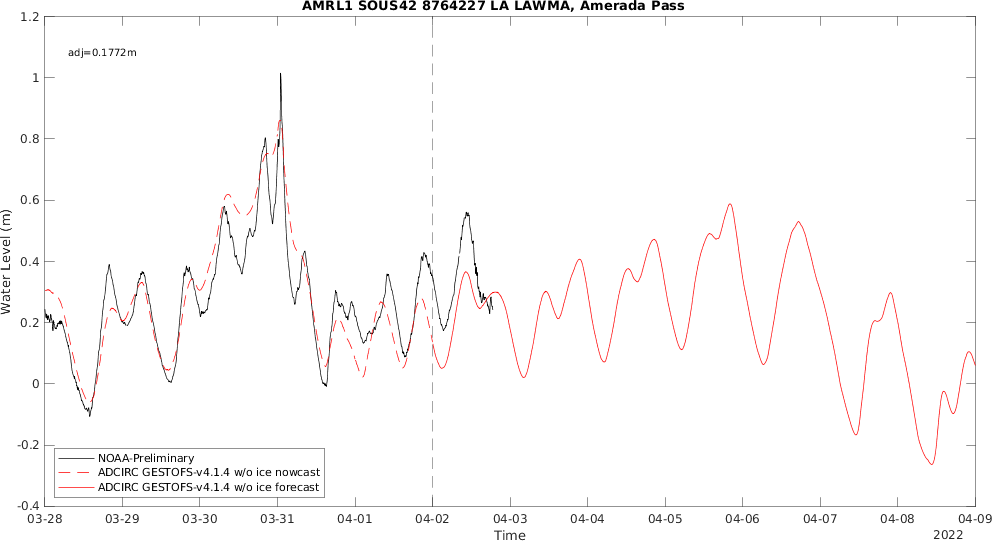 AMRL1 SOUS42 8764227 LA LAWMA, Amerada Pass
adj=0.1772m
Water Level (m)
1.2
1
0.8
0.6
0.4
0.2
0
-0.2
-0.4
NOAA-Preliminary
ADCIRC GESTOFS-v4.1.4 w/o ice nowcast
ADCIRC GESTOFS-v4.1.4 w/o ice forecast
03-28 03-29 03-30 03-31 04-01 04-02 04-03 04-04 04-05 04-06 04-07 04-08 04-09
Time
2022